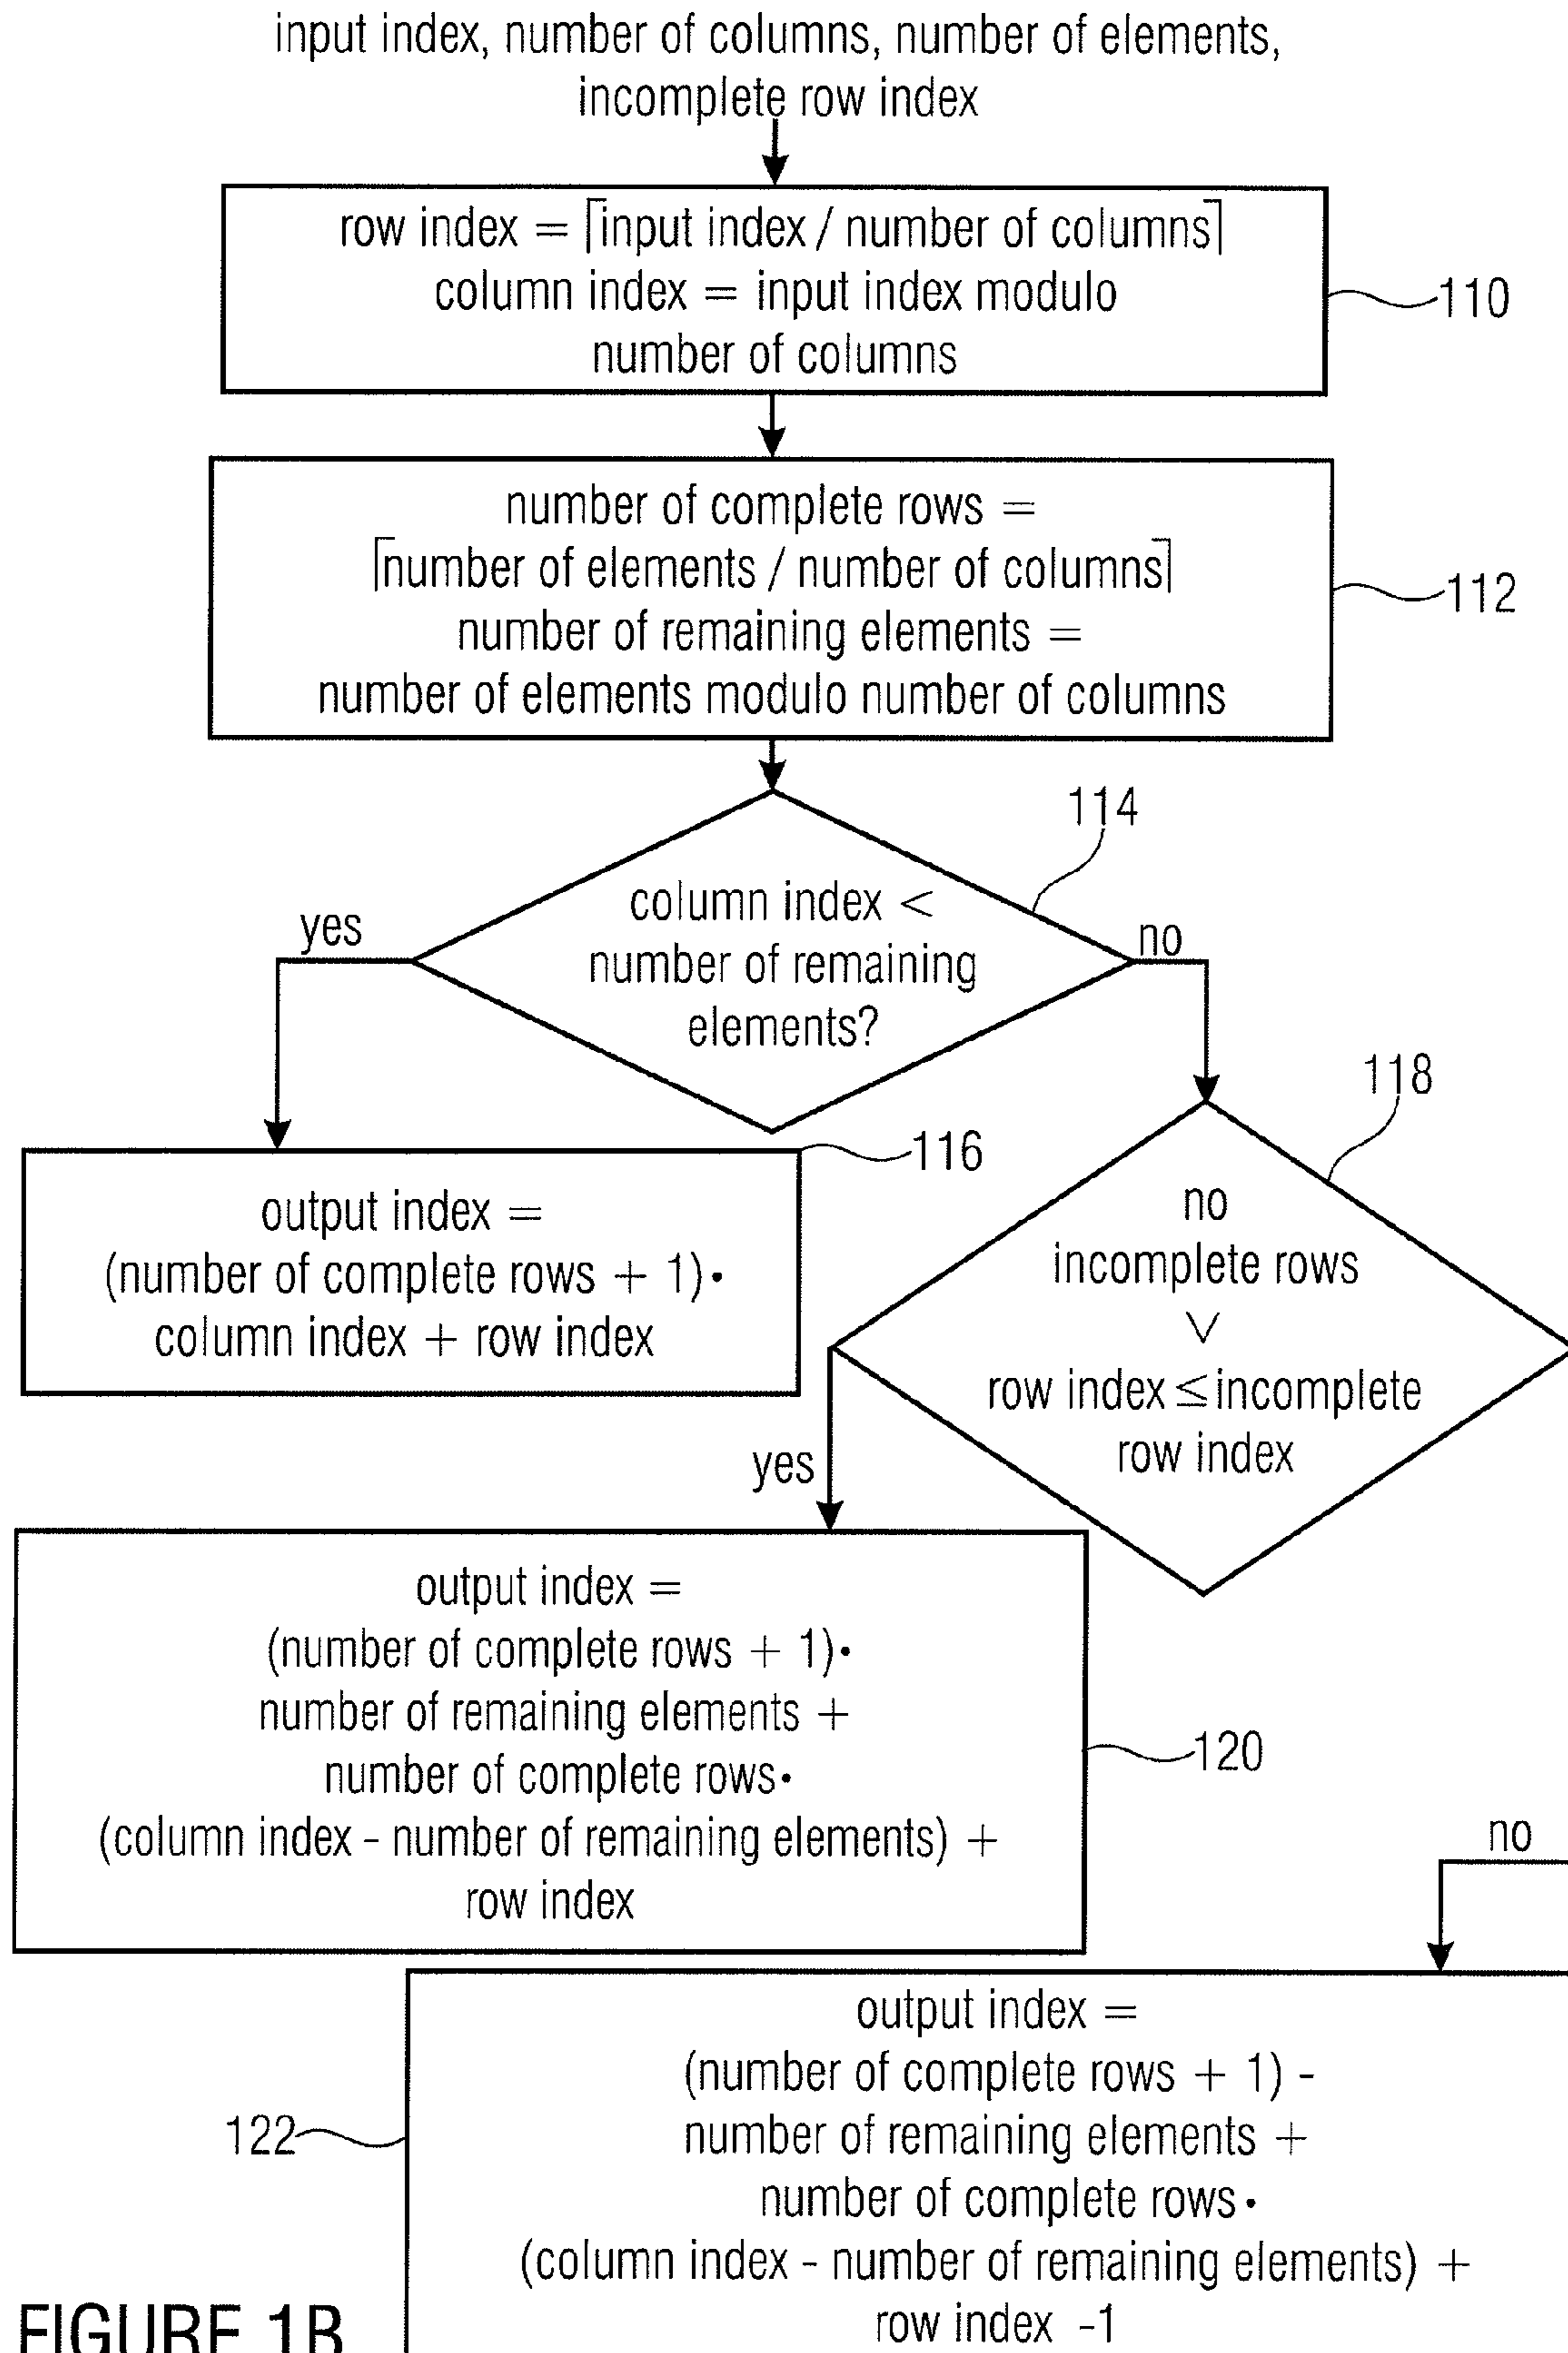 input index, number of columns, number of elements,
incomplete row index
row index = ⌈input index / number of columns⌉
column index = input index modulo
number of columns
110
number of complete rows =
⌈number of elements / number of columns⌉
number of remaining elements =
number of elements modulo number of columns
112
114
column index <
number of remaining
elements?
yes
no
118
116
output index =
(number of complete rows + 1)•
column index + row index
no
incomplete rows
∨
row index ≤ incomplete
row index
yes
output index =
(number of complete rows + 1)•
number of remaining elements +
number of complete rows•
(column index - number of remaining elements) +
row index
120
no
output index =
(number of complete rows + 1) -
number of remaining elements +
number of complete rows•
(column index - number of remaining elements) +
row index -1
122
FIGURE 1B